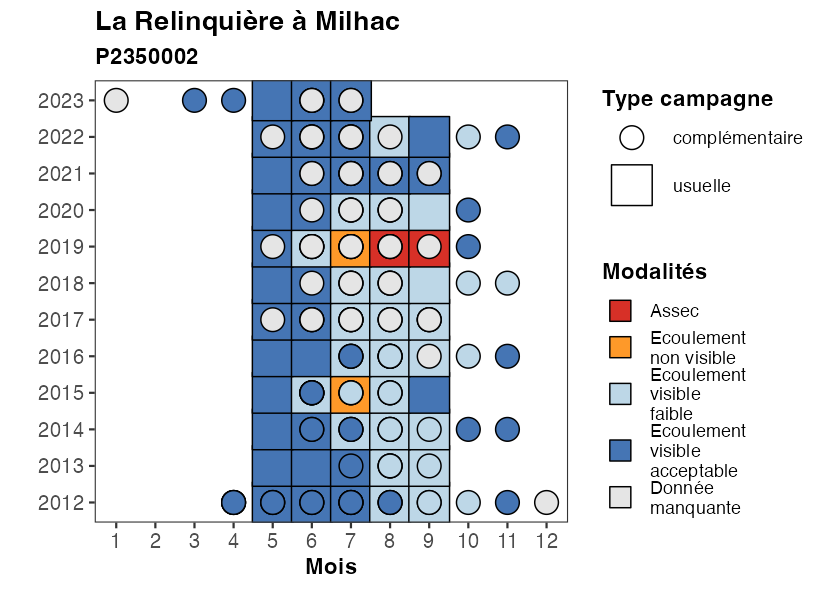 La Relinquière à Milhac
P2350002
2023
2022
2021
2020
2019
2018
2017
2016
2015
2014
2013
2012
1 2 3 4 5 6 7 8 9 10 11 12
Mois
Type campagne
complémentaire
usuelle
Modalités
Assec
Ecoulement
non visible
Ecoulement
visible
faible
Ecoulement
visible
acceptable
Donnée
manquante